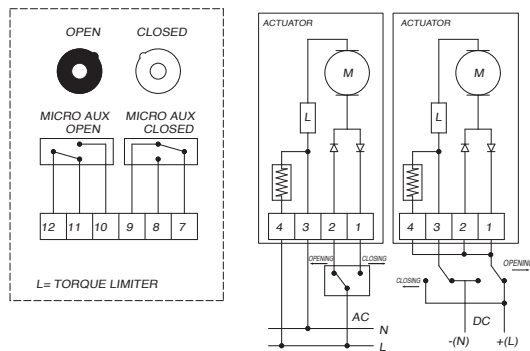 OPEN CLOSED
MICRO AUX OPEN
MICRO AUX CLOSED
12 11 10 9 8 7
L= TORQUE LIMITER
ACTUATOR
M
L
4 3 2 1
OPENING CLOSING
AC
N
L
ACTUATOR
M
L
4 3 2 1
CLOSING
OPENING
DC
-(N) +(L)